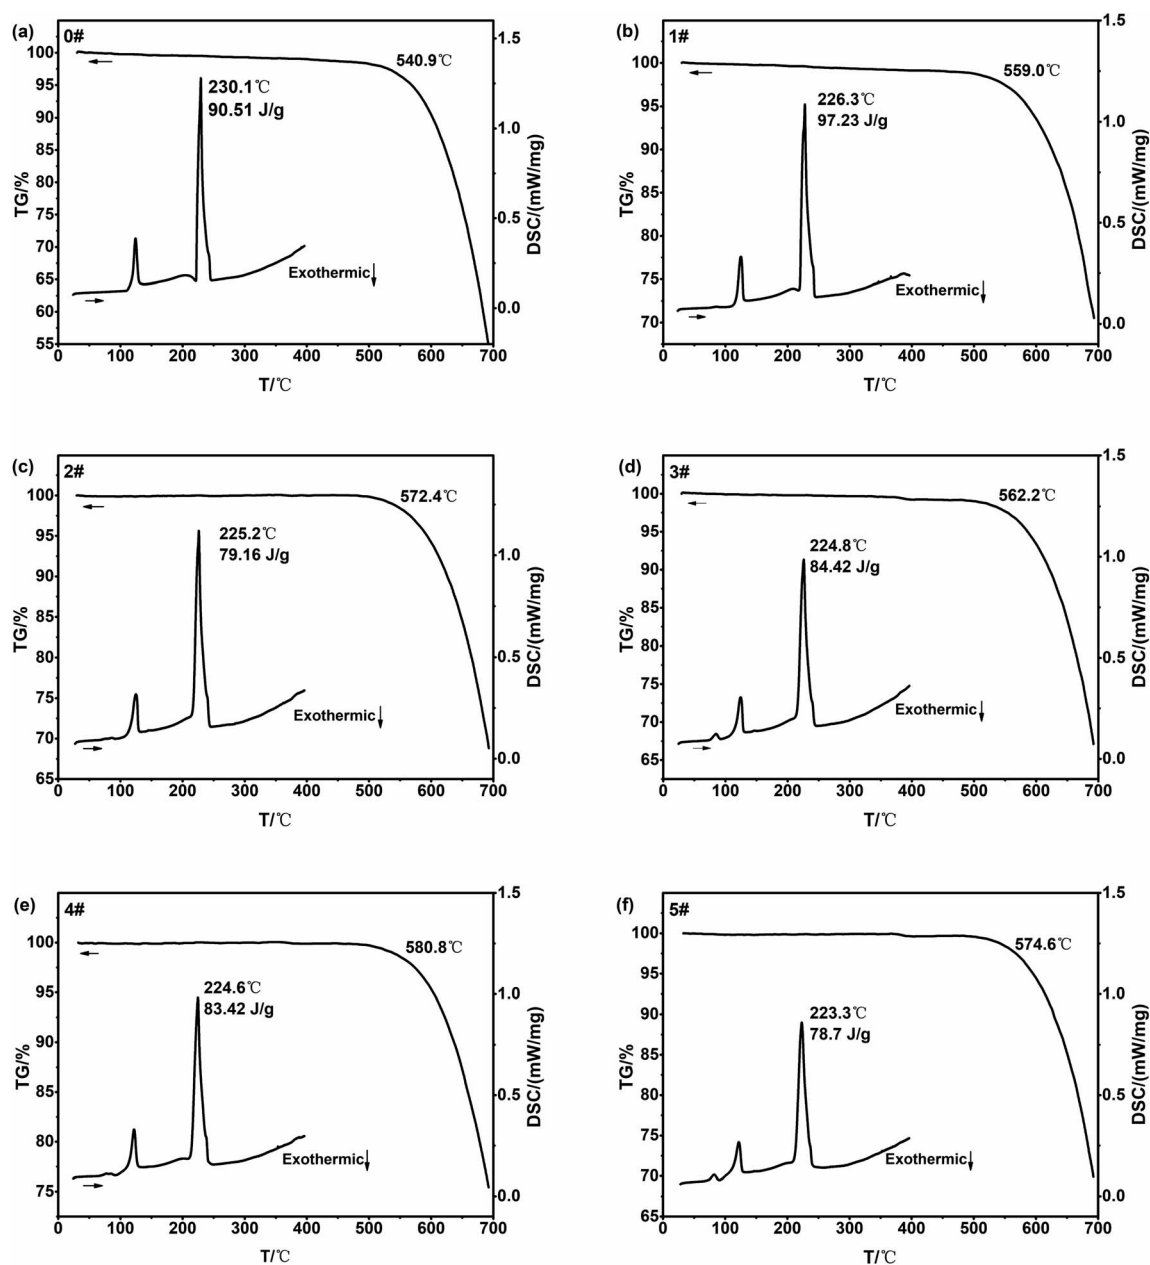 (a)
0#
540.9℃
230.1℃
90.51 J/g
Exothermic
TG/%
100
95
90
85
80
75
70
65
60
55
DSC/(mW/mg)
1.5
1.0
0.5
0.0
0 100 200 300 400 500 600 700
T/℃
(b)
1#
559.0℃
226.3℃
97.23 J/g
Exothermic
TG/%
100
95
90
85
80
75
70
DSC/(mW/mg)
1.5
1.0
0.5
0.0
0 100 200 300 400 500 600 700
T/℃
(c)
2#
572.4℃
225.2℃
79.16 J/g
Exothermic
TG/%
100
95
90
85
80
75
70
65
DSC/(mW/mg)
1.5
1.0
0.5
0.0
0 100 200 300 400 500 600 700
T/℃
(d)
3#
562.2℃
224.8℃
84.42 J/g
Exothermic
TG/%
100
95
90
85
80
75
70
65
DSC/(mW/mg)
1.5
1.0
0.5
0.0
0 100 200 300 400 500 600 700
T/℃
(e)
4#
580.8℃
224.6℃
83.42 J/g
Exothermic
TG/%
100
95
90
85
80
75
DSC/(mW/mg)
1.5
1.0
0.5
0.0
0 100 200 300 400 500 600 700
T/℃
(f)
5#
574.6℃
223.3℃
78.7 J/g
Exothermic
TG/%
100
95
90
85
80
75
70
65
DSC/(mW/mg)
1.5
1.0
0.5
0.0
0 100 200 300 400 500 600 700
T/℃